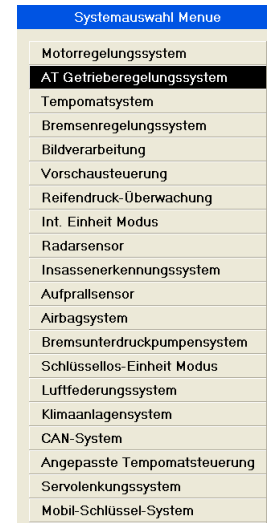 Systemauswahl Menue
Motorregelungssystem
AT Getrieberegelungssystem
Tempomatsystem
Bremsenregelungssystem
Bildverarbeitung
Vorschausteuerung
Reifendruck-Überwachung
Int. Einheit Modus
Radarsensor
Insassenerkennungssystem
Aufprallsensor
Airbagsystem
Bremsunterdruckpumpensystem
Schlüssellos-Einheit Modus
Luftfederungssystem
Klimaanlagensystem
CAN-System
Angepasste Tempomatsteuerung
Servolenkungssystem
Mobil-Schlüssel-System